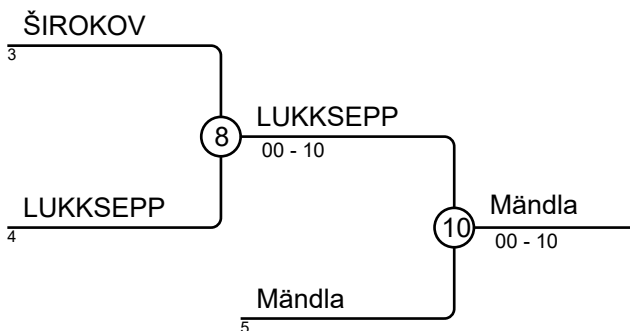 ŠIROKOV
3
8
LUKKSEPP
00 - 10
LUKKSEPP
4
10
Mändla
00 - 10
Mändla
5